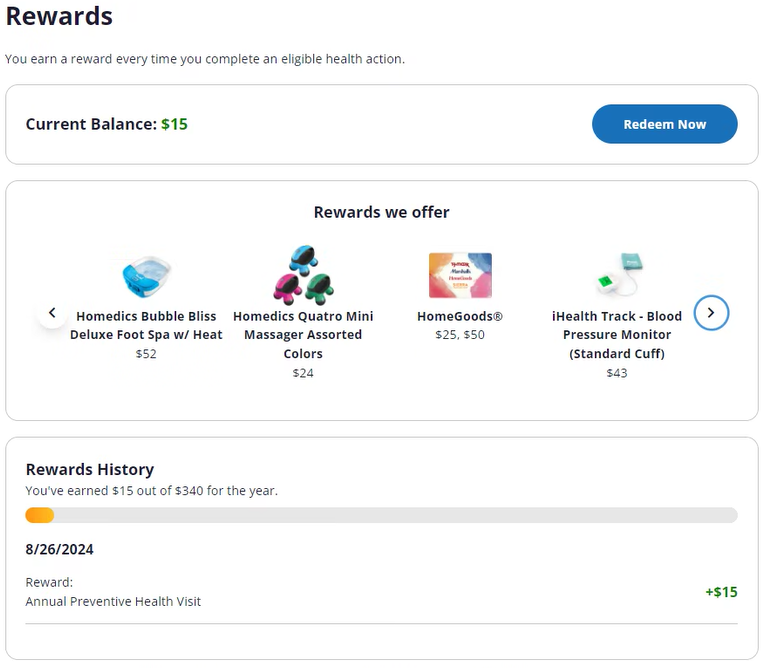 Rewards
You earn a reward every time you complete an eligible health action.
Current Balance: $15
Redeem Now
Rewards we offer
Homedics Bubble Bliss
Deluxe Foot Spa w/ Heat
$52
Homedics Quatro Mini
Massager Assorted
Colors
$24
HomeGoods®
$25, $50
iHealth Track - Blood
Pressure Monitor
(Standard Cuff)
$43
Rewards History
You've earned $15 out of $340 for the year.
8/26/2024
Reward:
Annual Preventive Health Visit
+$15